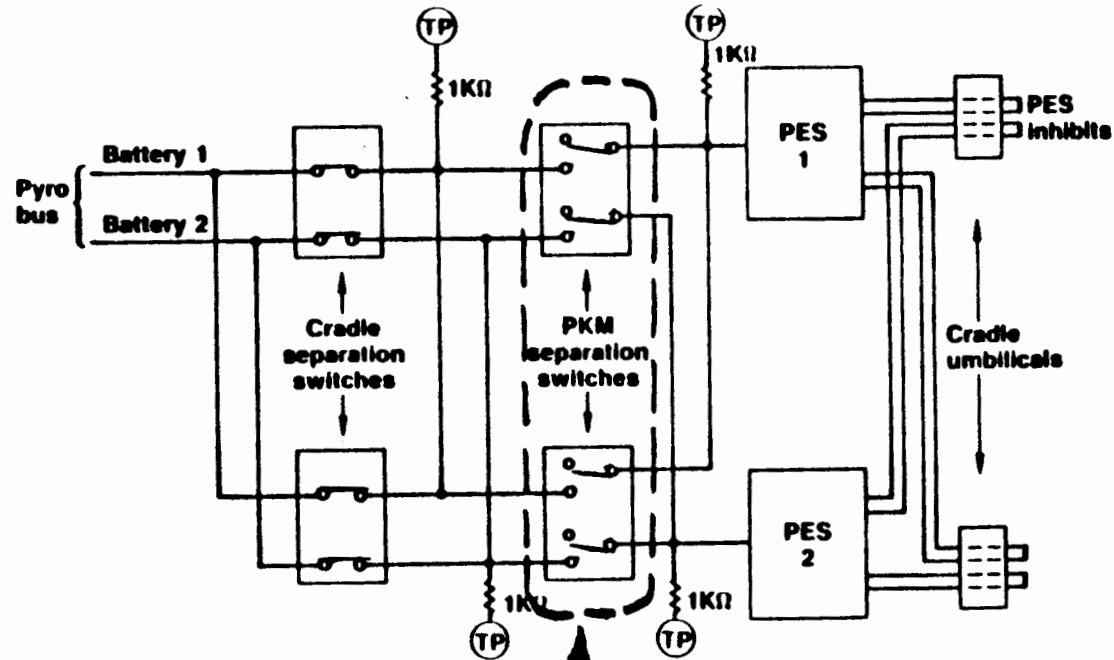 TP
TP
1KΩ
1KΩ
PES
1
PES
inhibits
Battery 1
Pyro
bus
Battery 2
Cradle
separation
switches
PKM
separation
switches
Cradle
umbilicals
PES
2
1KΩ
1KΩ
TP
TP